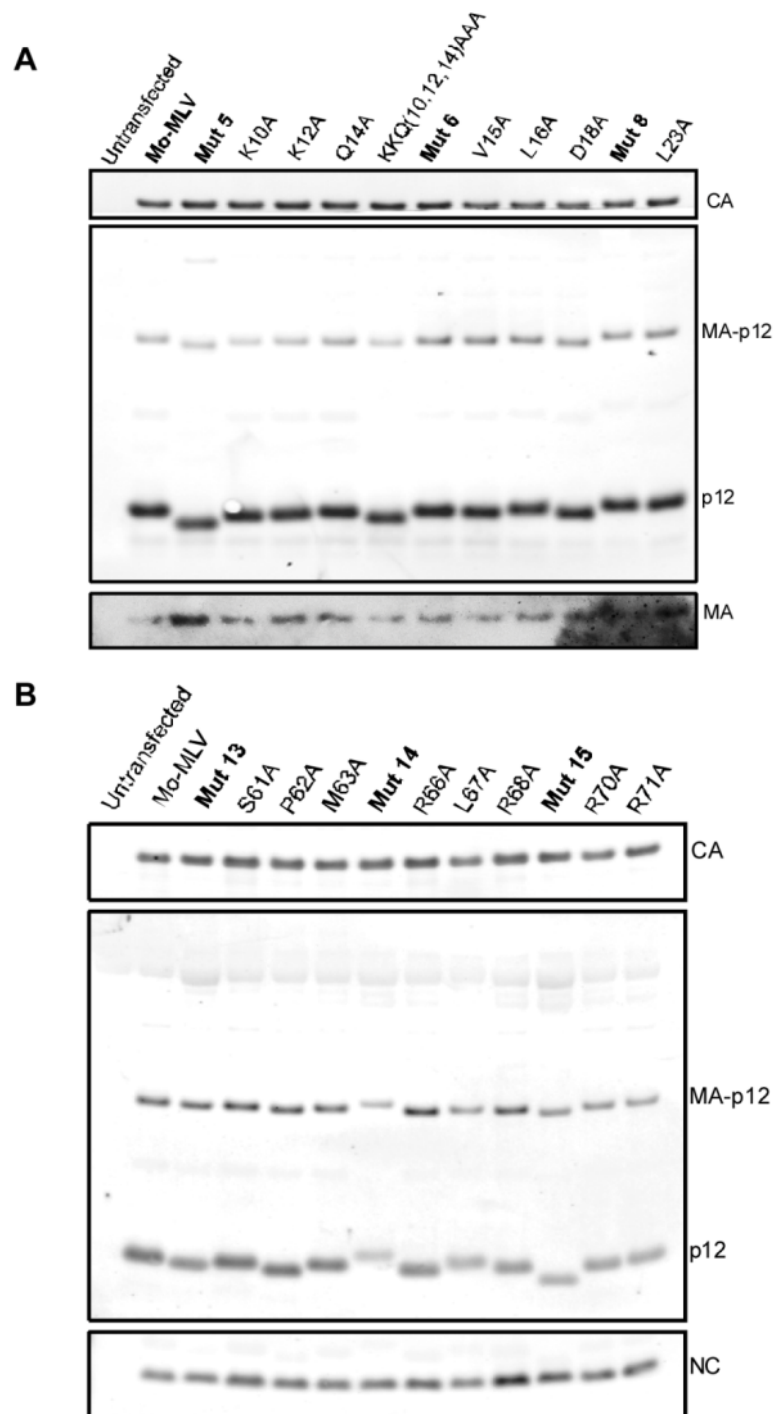 A
Untransfected
Mo-MLV
Mut 5
K10A
K12A
Q14A
KKQ(10,12,14)AAA
Mut 6
V15A
L16A
D18A
Mut 8
L23A
CA
MA-p12
p12
MA
B
Untransfected
Mo-MLV
Mut 13
S61A
P62A
M63A
Mut 14
R66A
L67A
R68A
Mut 15
R70A
R71A
CA
MA-p12
p12
NC